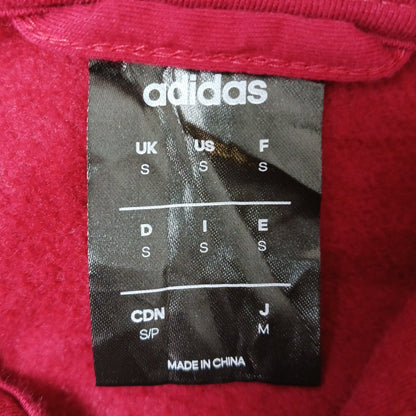 adidas
UK US F
S S S
D I E
S S S
CDN J
S/P M
MADE IN CHINA